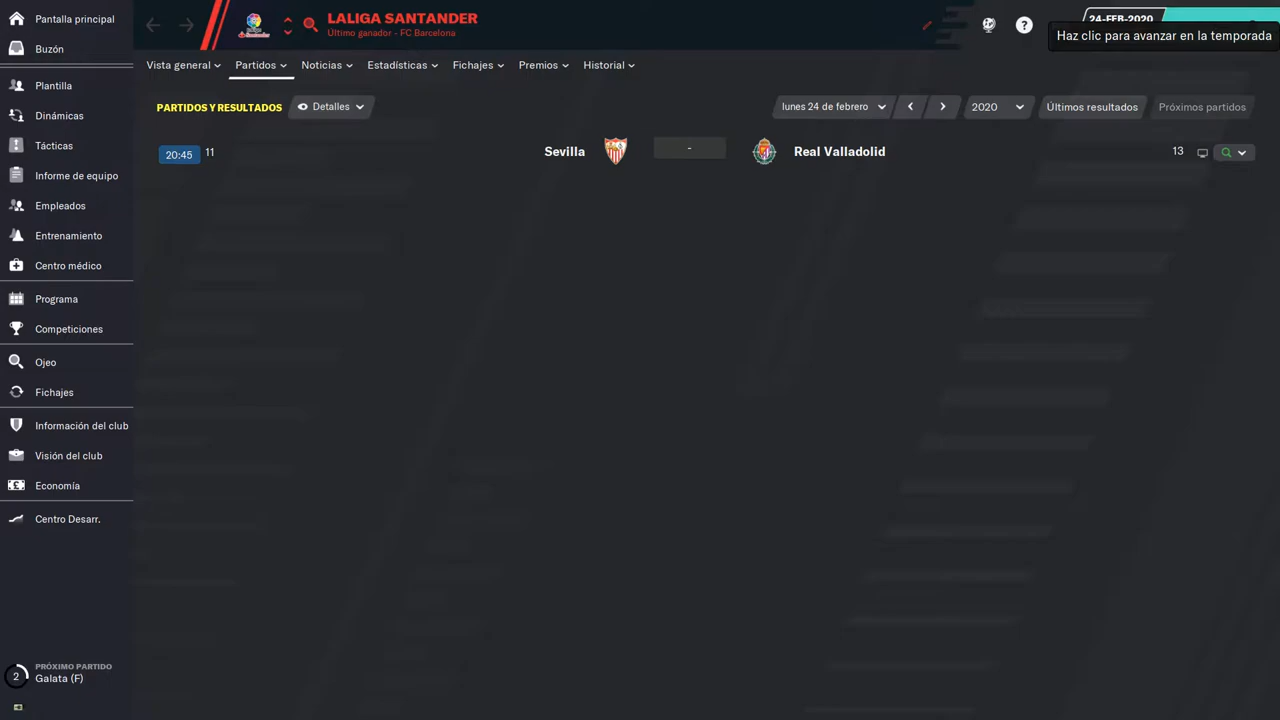 Pantalla principal
Buzón
Plantilla
Dinámicas
Tácticas
Informe de equipo
Empleados
Entrenamiento
Centro médico
Programa
Competiciones
Ojeo
Fichajes
Información del club
Visión del club
Economía
Centro Desarr.
PRÓXIMO PARTIDO
2 Galata (F)
LALIGA SANTANDER
Último ganador - FC Barcelona
24-FEB-2020
Haz clic para avanzar en la temporada
Vista general Partidos Noticias Estadísticas Fichajes Premios Historial
PARTIDOS Y RESULTADOS Detalles lunes 24 de febrero 2020 Últimos resultados Próximos partidos
20:45 11 Sevilla - Real Valladolid 13